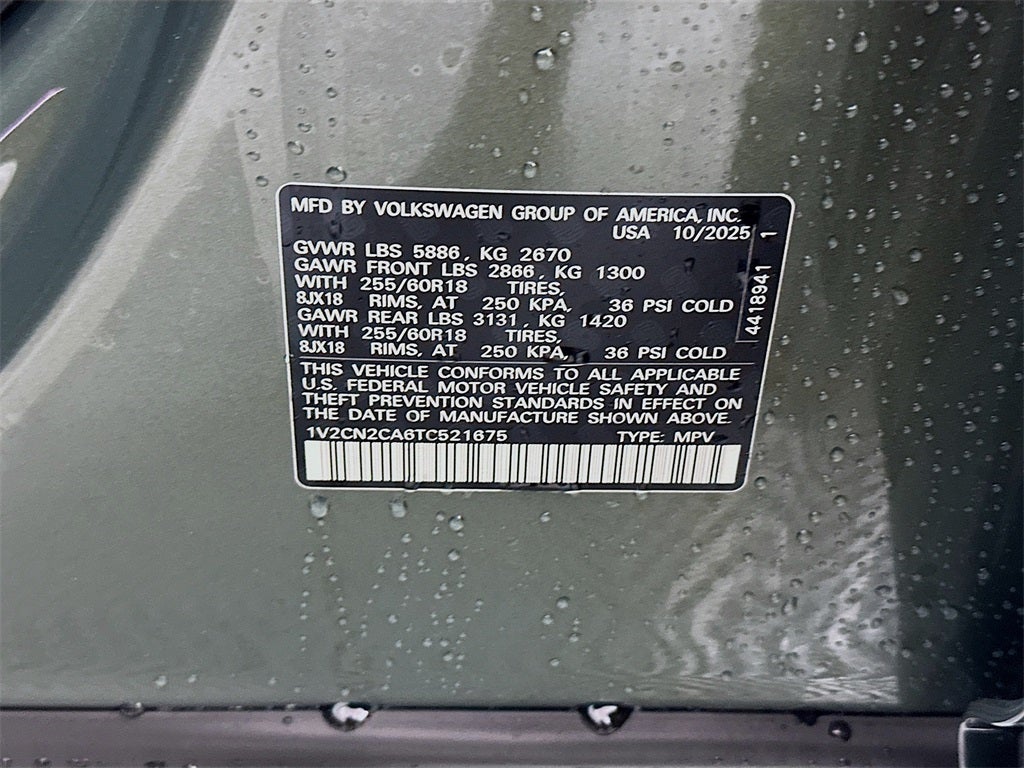 MFD BY VOLKSWAGEN GROUP OF AMERICA, INC.
USA 10/2025
GVWR LBS 5886, KG 2670
GAWR FRONT LBS 2866, KG 1300
WITH 255/60R18 TIRES,
8JX18 RIMS, AT 250 KPA, 36 PSI COLD
GAWR REAR LBS 3131, KG 1420
WITH 255/60R18 TIRES,
8JX18 RIMS, AT 250 KPA, 36 PSI COLD
THIS VEHICLE CONFORMS TO ALL APPLICABLE
U.S. FEDERAL MOTOR VEHICLE SAFETY AND
THEFT PREVENTION STANDARDS IN EFFECT ON
THE DATE OF MANUFACTURE SHOWN ABOVE.
1V2CN2CA6TC521675 TYPE: MPV
4418941 1